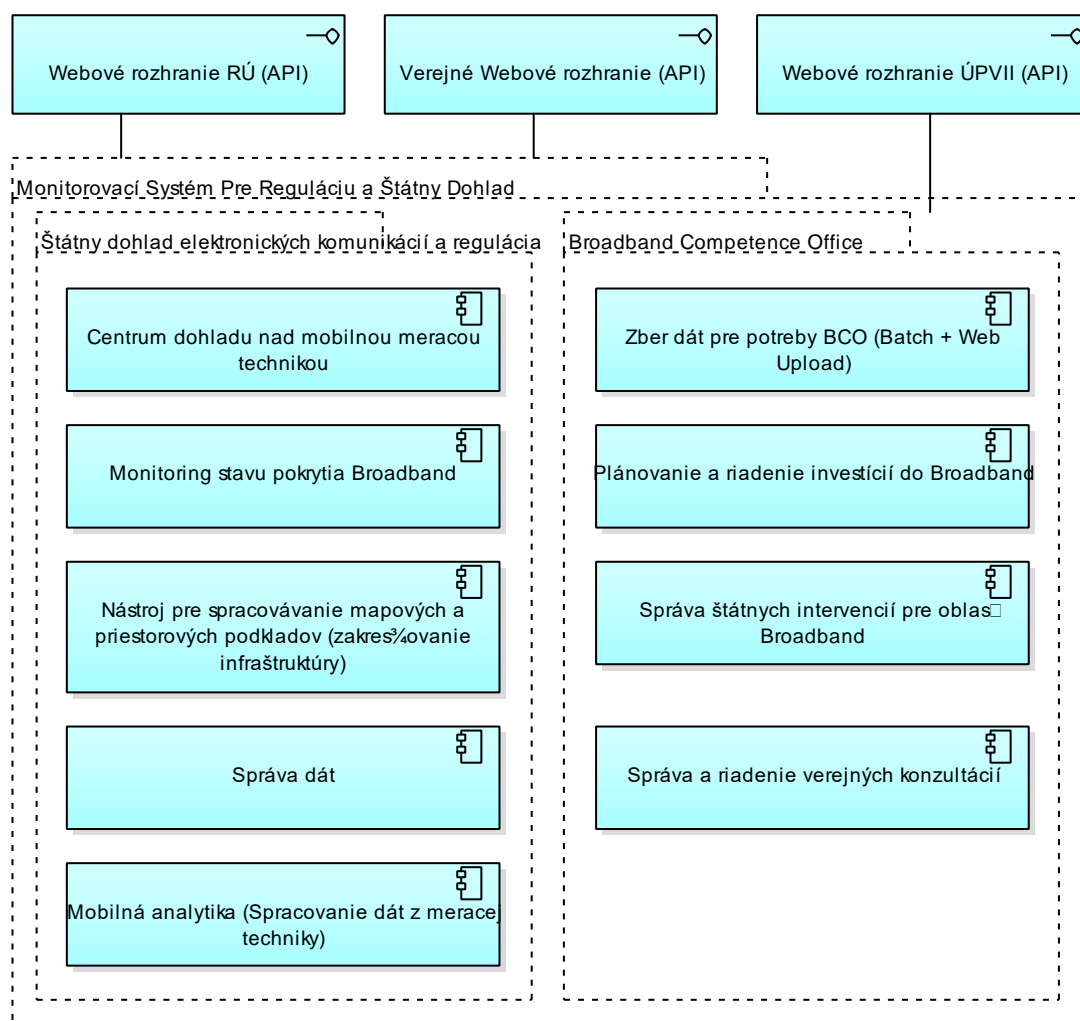 Webové rozhranie RÚ (API)
Verejné Webové rozhranie (API)
Webové rozhranie ÚPVII (API)
Monitorovací Systém Pre Reguláciu a Štátny Dohlad
Štátny dohlad elektronických komunikácií a regulácia
Centrum dohladu nad mobilnou meracou
technikou
Monitoring stavu pokrytia Broadband
Nástroj pre spracovávanie mapových a
priestorových podkladov (zakres¾ovanie
infraštruktúry)
Správa dát
Mobilná analytika (Spracovanie dát z meracej
techniky)
Broadband Competence Office
Zber dát pre potreby BCO (Batch + Web
Upload)
Plánovanie a riadenie investícií do Broadband
Správa štátnych intervencií pre oblas□
Broadband
Správa a riadenie verejných konzultácií